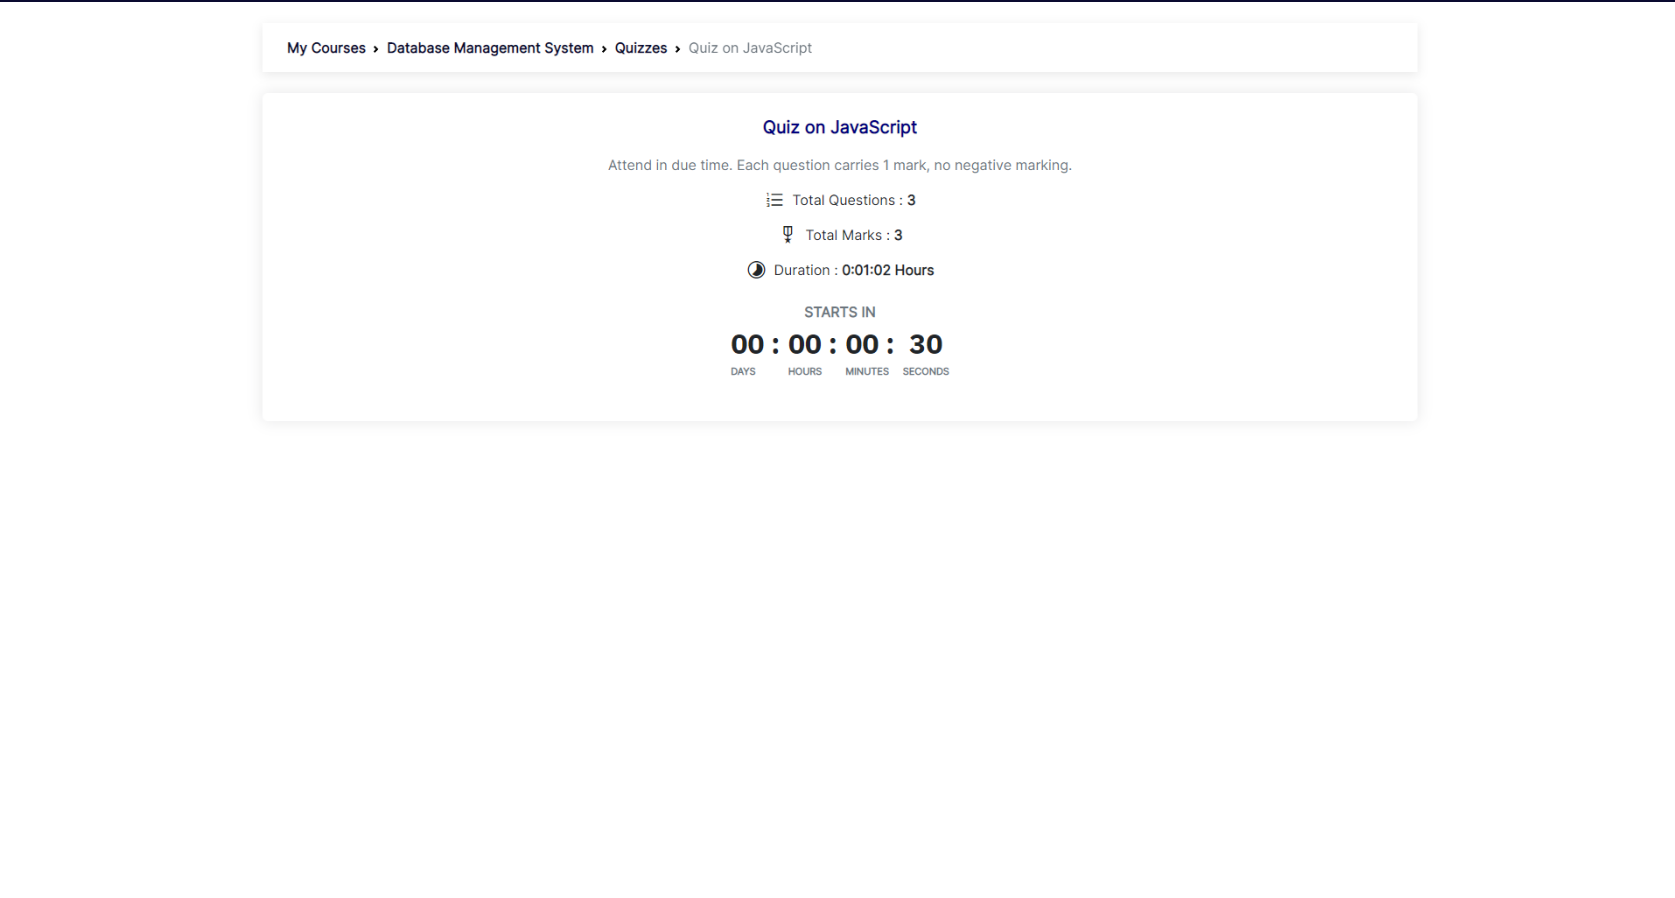 My Courses › Database Management System › Quizzes › Quiz on JavaScript
Quiz on JavaScript
Attend in due time. Each question carries 1 mark, no negative marking.
Total Questions : 3
Total Marks : 3
Duration : 0:01:02 Hours
STARTS IN
00 : 00 : 00 : 30
DAYS HOURS MINUTES SECONDS